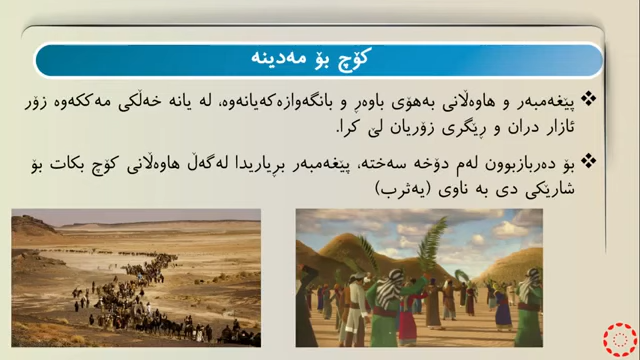 کۆچ بۆ مەدینە
پێغەمبەر و هاوەڵانی بەهۆی باوەڕ و بانگەوازەکەیانەوە، لە یانە خەڵکی مەککەوە زۆر
ئازار دران و ڕێگری زۆریان لێ کرا.
بۆ دەربازبوون لەم دۆخە سەختە، پێغەمبەر بڕیاریدا لەگەڵ هاوەڵانی کۆچ بکات بۆ
شارێکی دی بە ناوی (یەثرب)